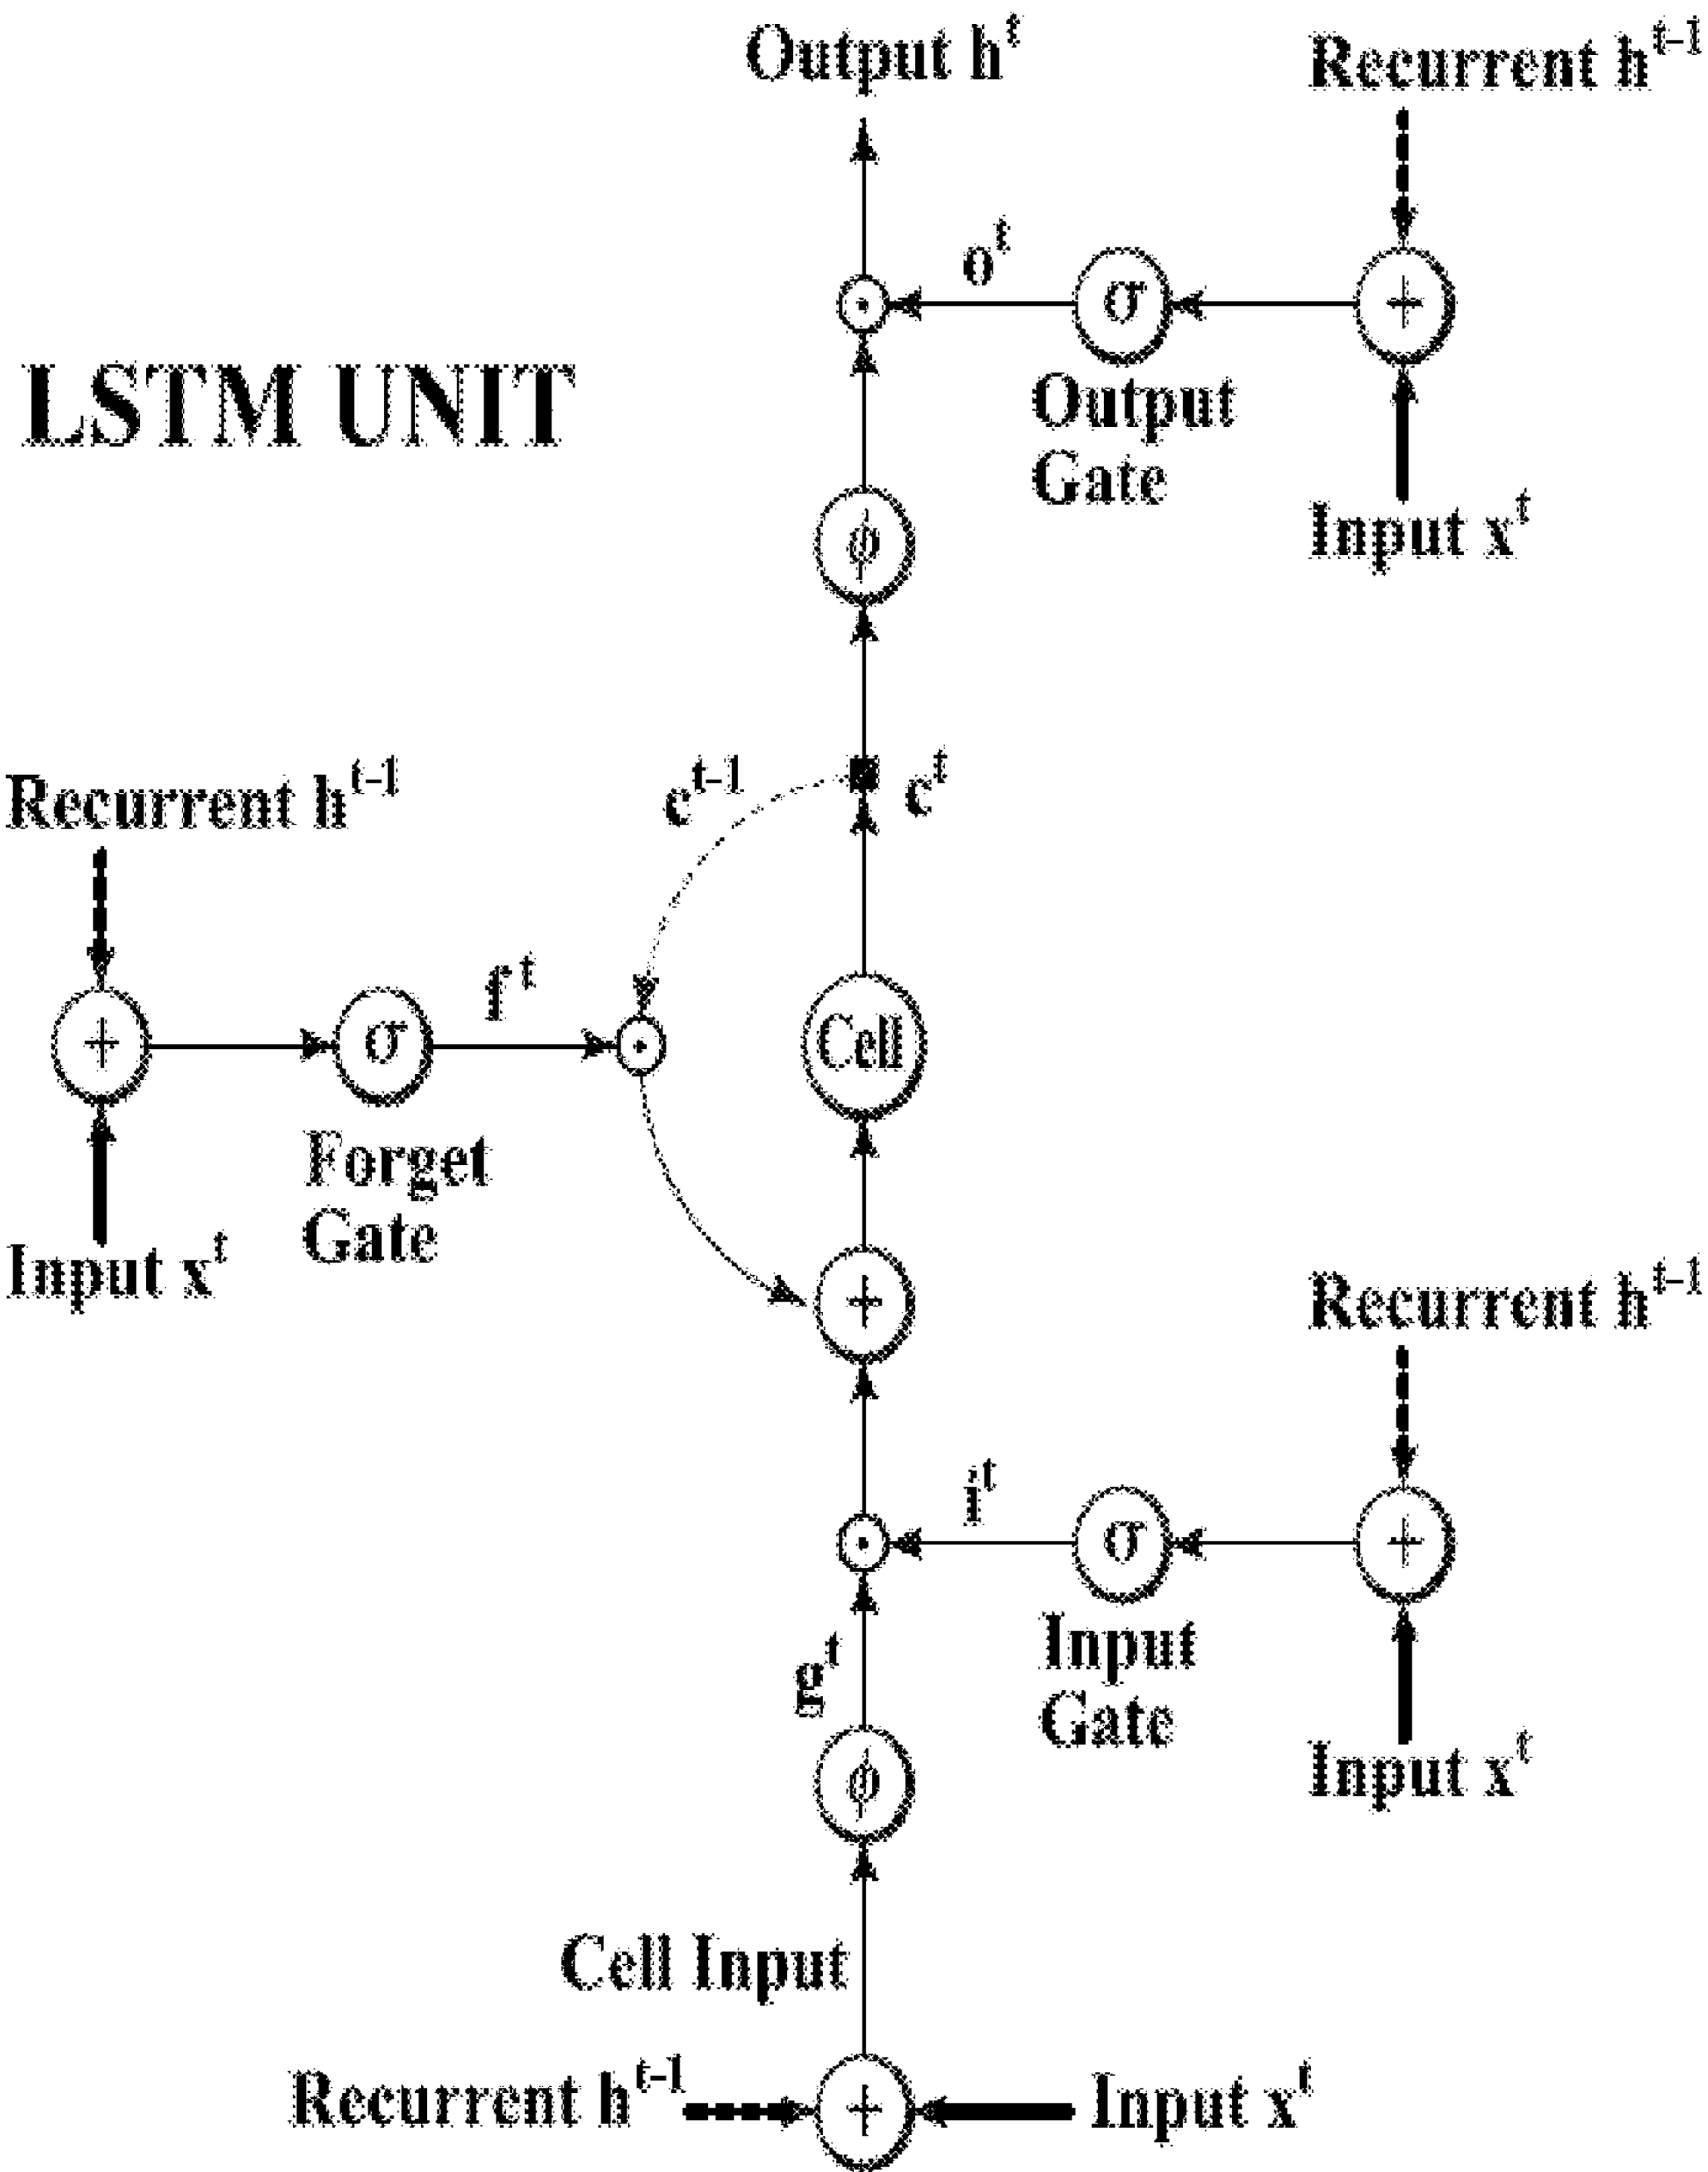 Output h^t
Recurrent h^t-1
o^t
σ
+
LSTM UNIT
Output
Gate
Input x^t
ϕ
c^t-1
c^t
Recurrent h^t-1
f^t
+
σ
Cell
Forget
Gate
Input x^t
+
Recurrent h^t-1
i^t
σ
+
g^t
Input
Gate
Input x^t
ϕ
Cell Input
Recurrent h^t-1
+
Input x^t